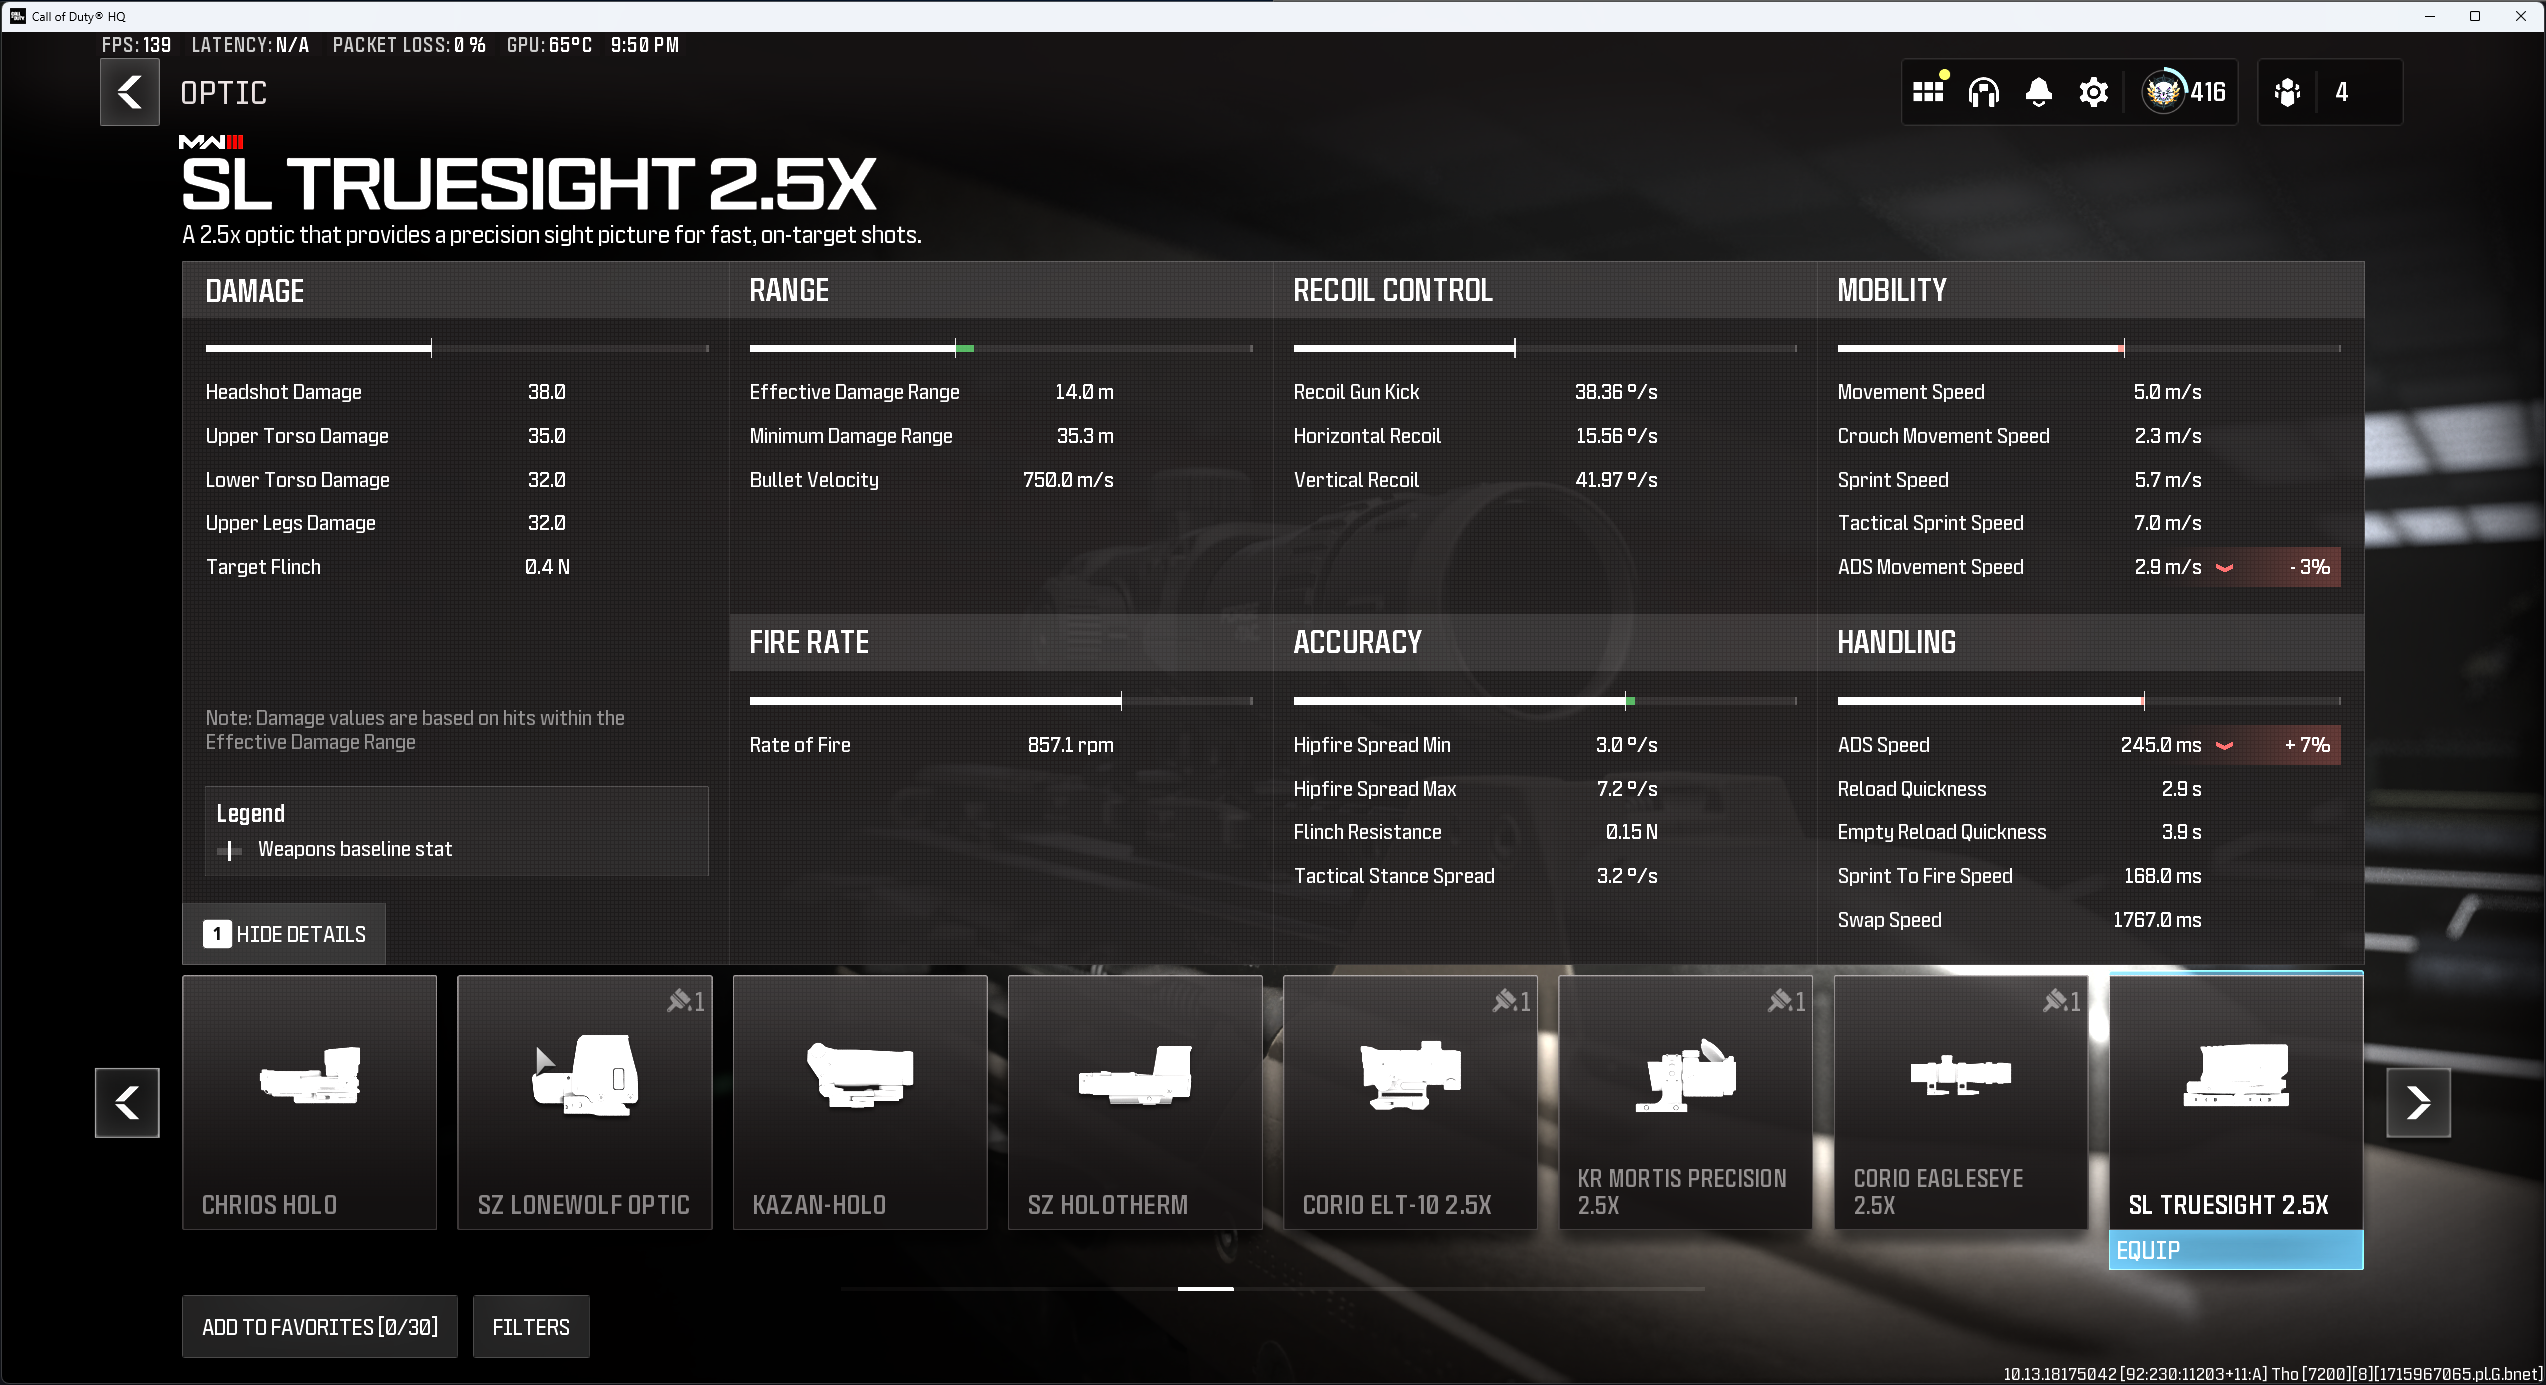 Call of Duty® HQ
FPS: 139 LATENCY: N/A PACKET LOSS: 0 % GPU: 65ºC 9:50 PM
OPTIC
416
4
MWIII
SL TRUESIGHT 2.5X
A 2.5x optic that provides a precision sight picture for fast, on-target shots.
DAMAGE
Headshot Damage 38.0
Upper Torso Damage 35.0
Lower Torso Damage 32.0
Upper Legs Damage 32.0
Target Flinch 0.4 N
Note: Damage values are based on hits within the
Effective Damage Range
Legend
Weapons baseline stat
1 HIDE DETAILS
RANGE
Effective Damage Range 14.0 m
Minimum Damage Range 35.3 m
Bullet Velocity 750.0 m/s
FIRE RATE
Rate of Fire 857.1 rpm
RECOIL CONTROL
Recoil Gun Kick 38.36 º/s
Horizontal Recoil 15.56 º/s
Vertical Recoil 41.97 º/s
ACCURACY
Hipfire Spread Min 3.0 º/s
Hipfire Spread Max 7.2 º/s
Flinch Resistance 0.15 N
Tactical Stance Spread 3.2 º/s
MOBILITY
Movement Speed 5.0 m/s
Crouch Movement Speed 2.3 m/s
Sprint Speed 5.7 m/s
Tactical Sprint Speed 7.0 m/s
ADS Movement Speed 2.9 m/s - 3%
HANDLING
ADS Speed 245.0 ms + 7%
Reload Quickness 2.9 s
Empty Reload Quickness 3.9 s
Sprint To Fire Speed 168.0 ms
Swap Speed 1767.0 ms
CHRIOS HOLO
1
SZ LONEWOLF OPTIC
KAZAN-HOLO
SZ HOLOTHERM
1
CORIO ELT-10 2.5X
1
KR MORTIS PRECISION
2.5X
1
CORIO EAGLESEYE
2.5X
SL TRUESIGHT 2.5X
EQUIP
ADD TO FAVORITES [0/30]
FILTERS
10.13.18175042 [92:230:11203+11:A] Tho [7200][8][1715967065.pl.G.bnet]